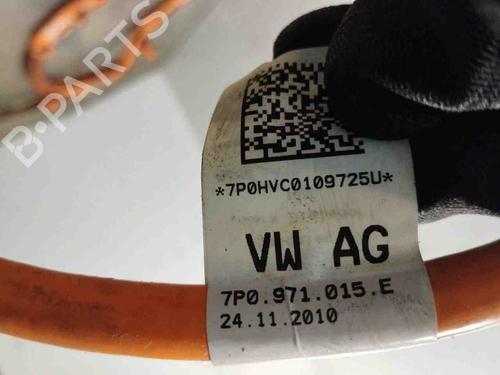 B-PARTS
*7P0HVC0109725U*
VW AG
7P0.971.015.E
24.11.2010